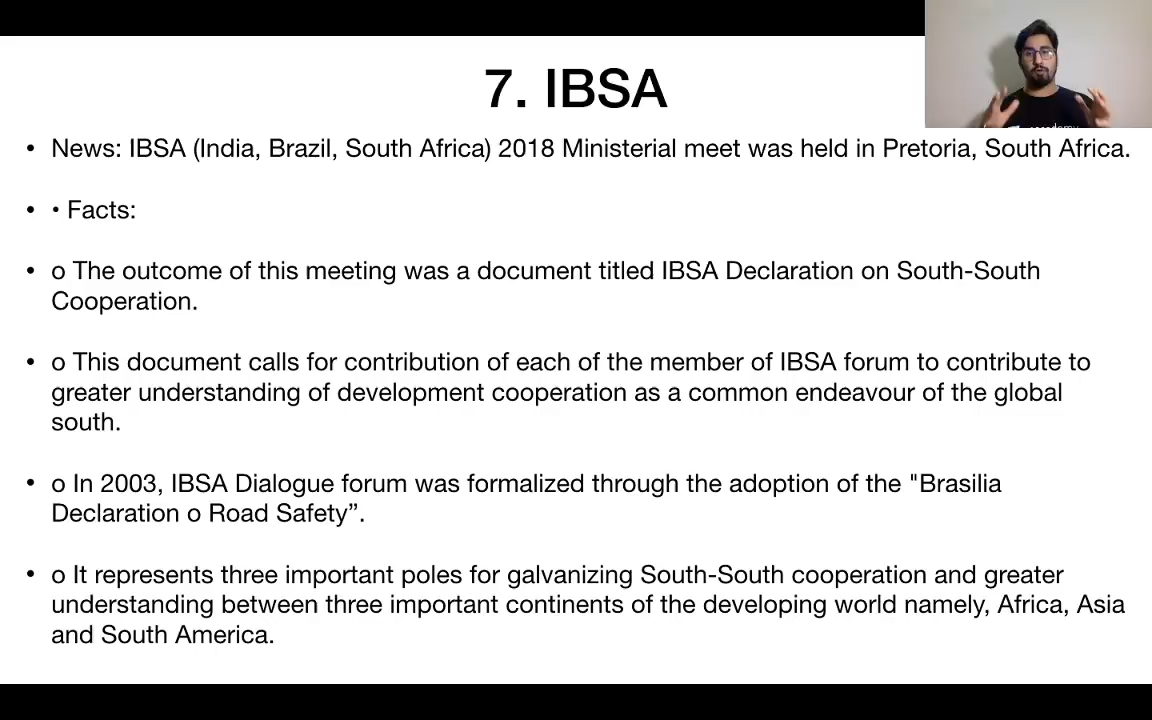 7. IBSA
• News: IBSA (India, Brazil, South Africa) 2018 Ministerial meet was held in Pretoria, South Africa.
• • Facts:
• o The outcome of this meeting was a document titled IBSA Declaration on South-South
Cooperation.
• o This document calls for contribution of each of the member of IBSA forum to contribute to
greater understanding of development cooperation as a common endeavour of the global
south.
• o In 2003, IBSA Dialogue forum was formalized through the adoption of the "Brasilia
Declaration o Road Safety”.
• o It represents three important poles for galvanizing South-South cooperation and greater
understanding between three important continents of the developing world namely, Africa, Asia
and South America.